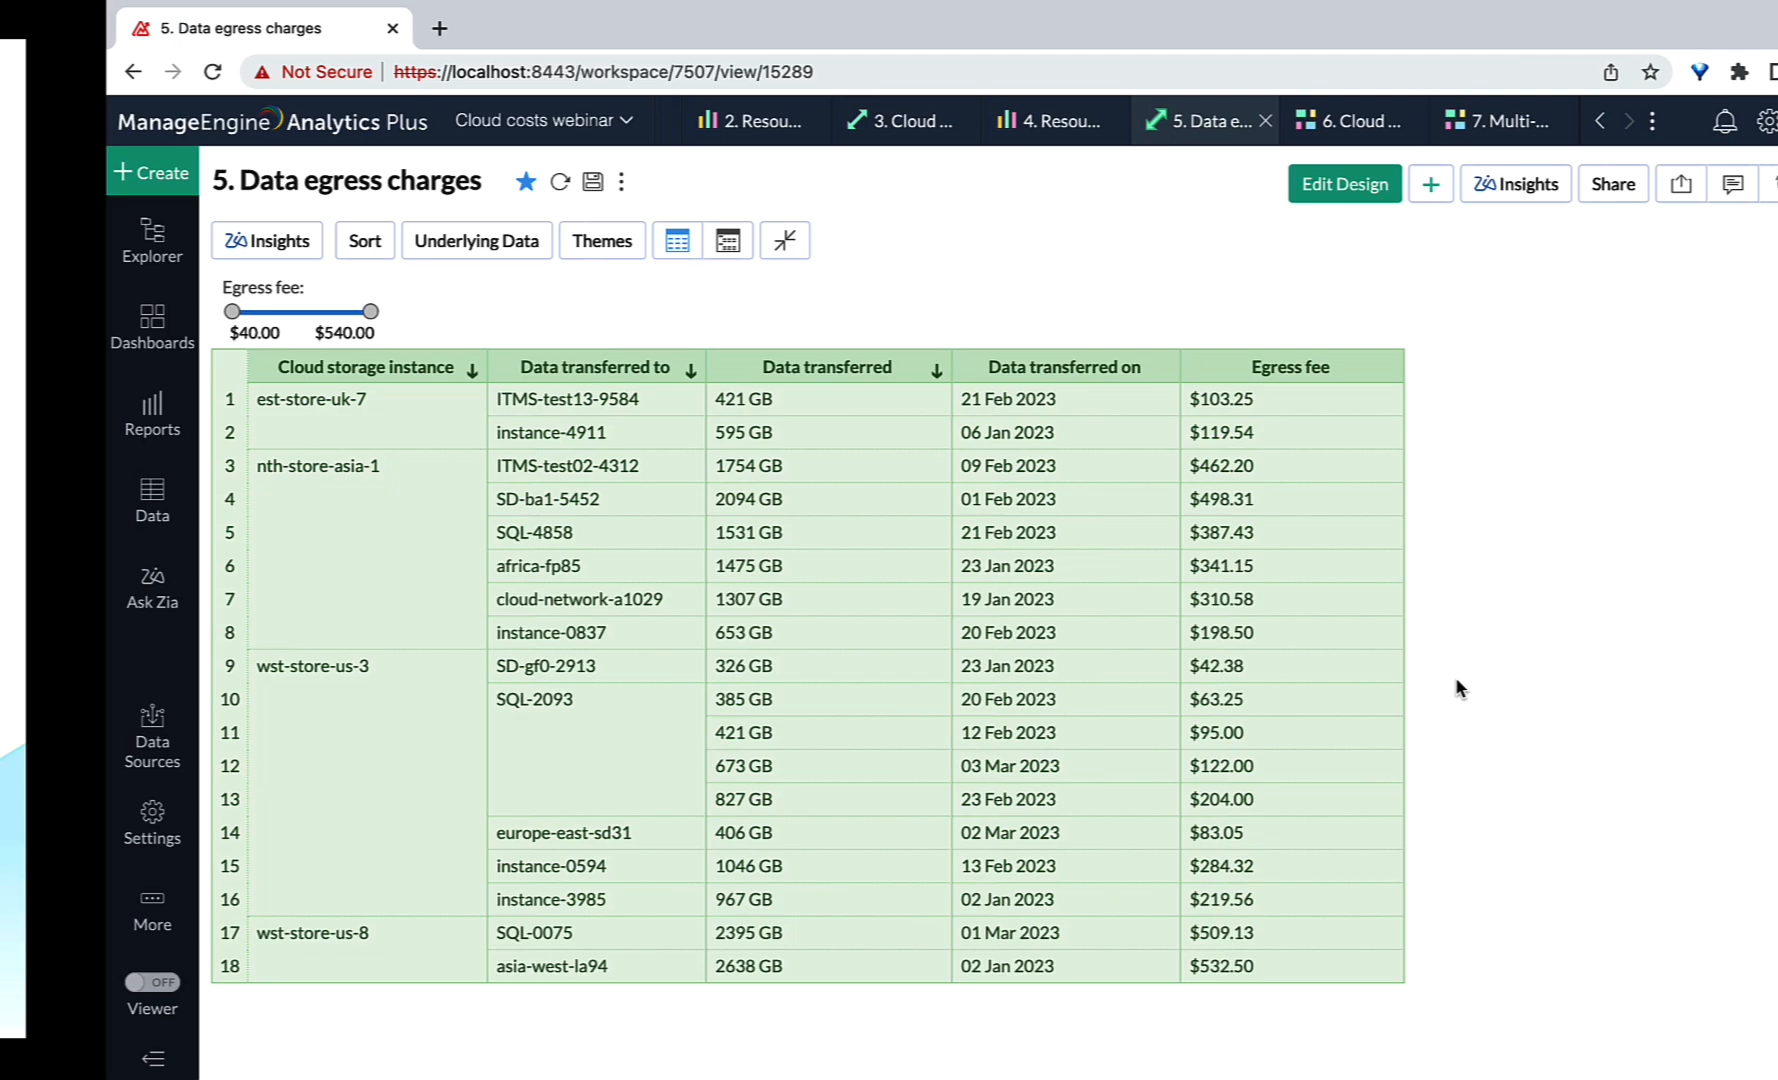 5. Data egress charges
Not Secure https://localhost:8443/workspace/7507/view/15289
ManageEngine Analytics Plus Cloud costs webinar 2. Resou... 3. Cloud ... 4. Resou... 5. Data e... 6. Cloud ... 7. Multi-...
Create
5. Data egress charges
Edit Design + Insights Share
Insights Sort Underlying Data Themes
Explorer
Dashboards
Reports
Data
Ask Zia
Data
Sources
Settings
More
OFF
Viewer
Egress fee:
$40.00 $540.00
Cloud storage instance Data transferred to Data transferred Data transferred on Egress fee
1 est-store-uk-7 ITMS-test13-9584 421 GB 21 Feb 2023 $103.25
2 instance-4911 595 GB 06 Jan 2023 $119.54
3 nth-store-asia-1 ITMS-test02-4312 1754 GB 09 Feb 2023 $462.20
4 SD-ba1-5452 2094 GB 01 Feb 2023 $498.31
5 SQL-4858 1531 GB 21 Feb 2023 $387.43
6 africa-fp85 1475 GB 23 Jan 2023 $341.15
7 cloud-network-a1029 1307 GB 19 Jan 2023 $310.58
8 instance-0837 653 GB 20 Feb 2023 $198.50
9 wst-store-us-3 SD-gf0-2913 326 GB 23 Jan 2023 $42.38
10 SQL-2093 385 GB 20 Feb 2023 $63.25
11 421 GB 12 Feb 2023 $95.00
12 673 GB 03 Mar 2023 $122.00
13 827 GB 23 Feb 2023 $204.00
14 europe-east-sd31 406 GB 02 Mar 2023 $83.05
15 instance-0594 1046 GB 13 Feb 2023 $284.32
16 instance-3985 967 GB 02 Jan 2023 $219.56
17 wst-store-us-8 SQL-0075 2395 GB 01 Mar 2023 $509.13
18 asia-west-la94 2638 GB 02 Jan 2023 $532.50